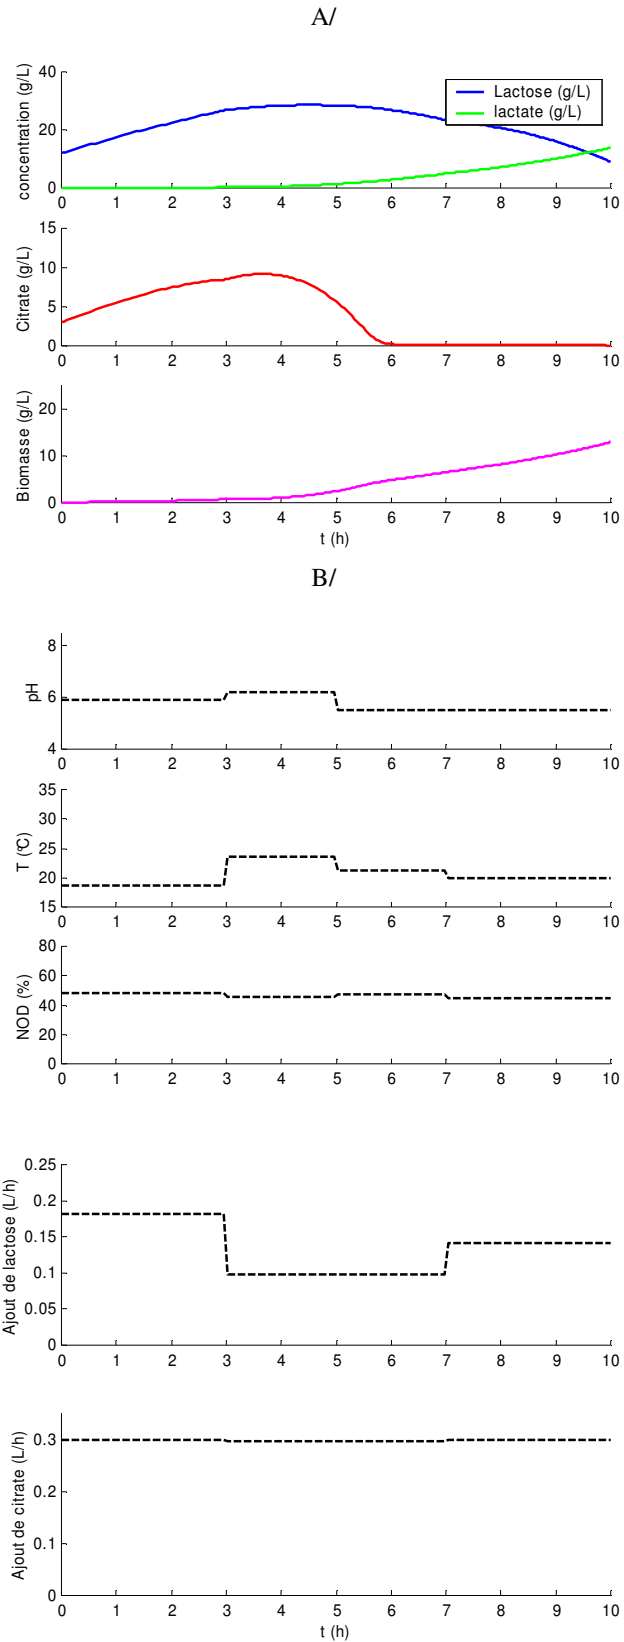 A/
concentration (g/L)
40
20
0
Lactose (g/L)
lactate (g/L)
0 1 2 3 4 5 6 7 8 9 10
Citrate (g/L)
15
10
5
0
0 1 2 3 4 5 6 7 8 9 10
Biomasse (g/L)
20
10
0
0 1 2 3 4 5 6 7 8 9 10
t (h)
B/
pH
8
6
4
0 1 2 3 4 5 6 7 8 9 10
T (°C)
35
30
25
20
15
0 1 2 3 4 5 6 7 8 9 10
NOD (%)
80
60
40
20
0
0 1 2 3 4 5 6 7 8 9 10
Ajout de lactose (L/h)
0.25
0.2
0.15
0.1
0.05
0
0 1 2 3 4 5 6 7 8 9 10
Ajout de citrate (L/h)
0.3
0.2
0.1
0
0 1 2 3 4 5 6 7 8 9 10
t (h)